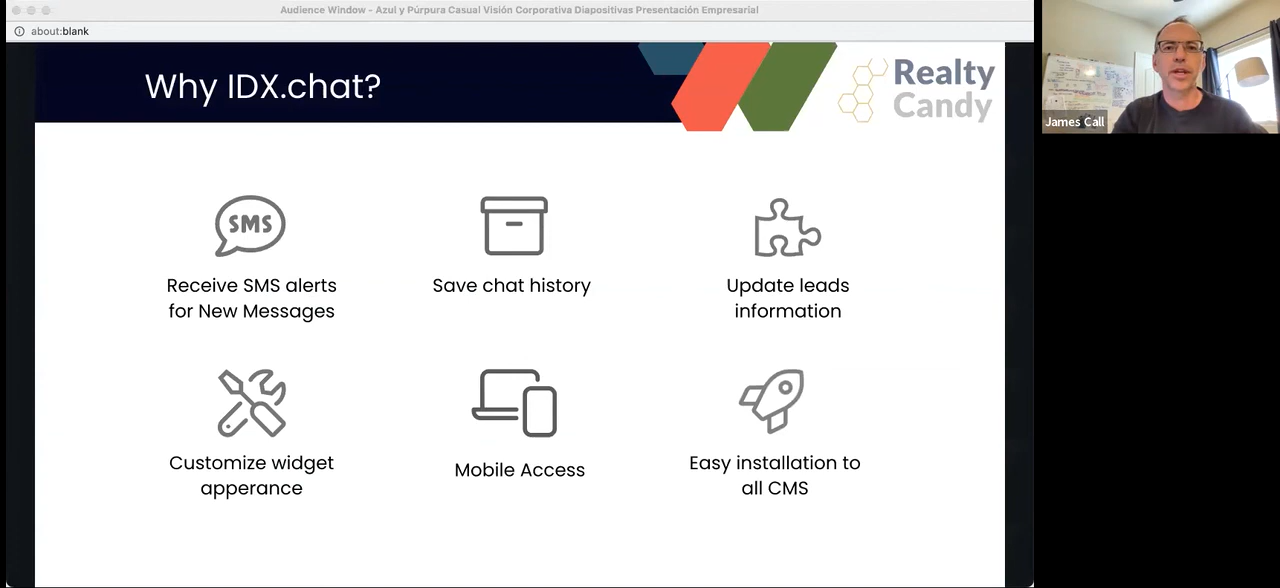 Audience Window - Azul y Púrpura Casual Visión Corporativa Diapositivas Presentación Empresarial
about:blank
Why IDX.chat?
Realty
Candy
James Call
SMS
Receive SMS alerts
for New Messages
Save chat history
Update leads
information
Customize widget
apperance
Mobile Access
Easy installation to
all CMS